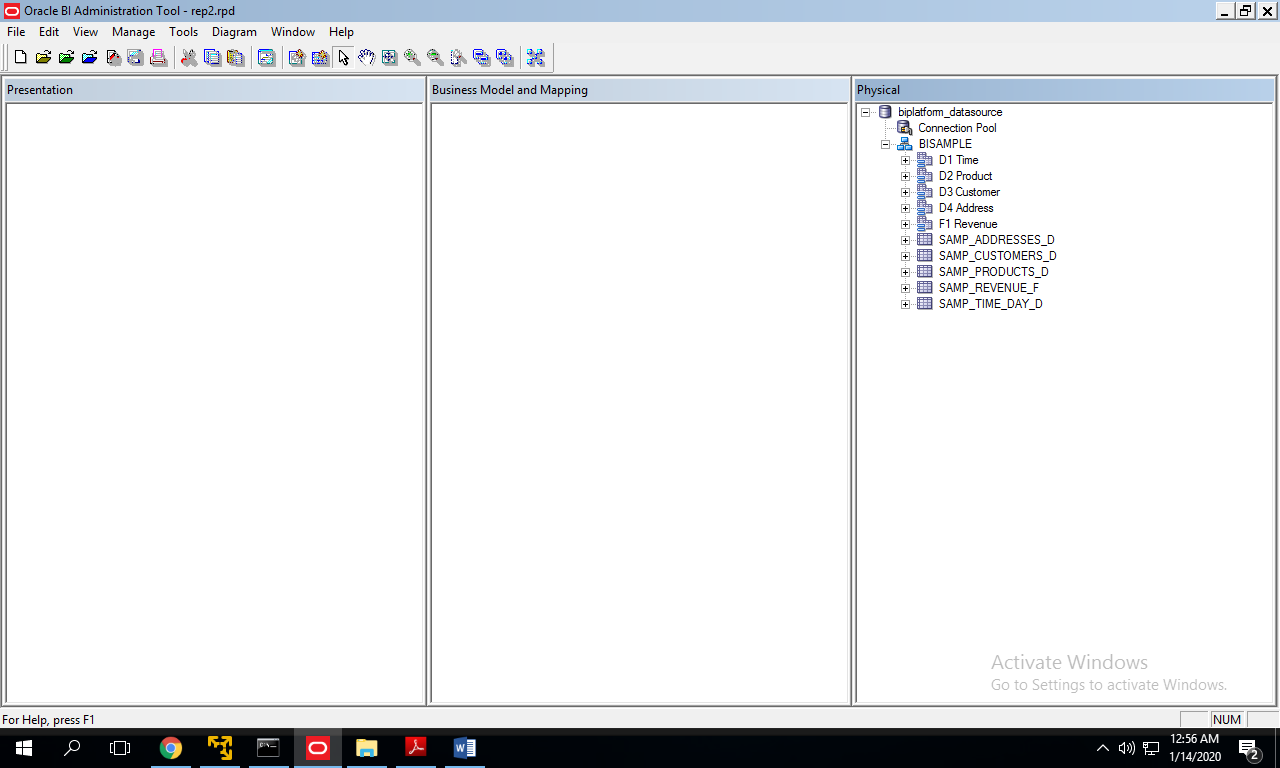 Oracle BI Administration Tool - rep2.rpd
File Edit View Manage Tools Diagram Window Help
Presentation
Business Model and Mapping
Physical
biplatform_datasource
Connection Pool
BISAMPLE
D1 Time
D2 Product
D3 Customer
D4 Address
F1 Revenue
SAMP_ADDRESSES_D
SAMP_CUSTOMERS_D
SAMP_PRODUCTS_D
SAMP_REVENUE_F
SAMP_TIME_DAY_D
Activate Windows
Go to Settings to activate Windows.
For Help, press F1
NUM
12:56 AM
1/14/2020
2